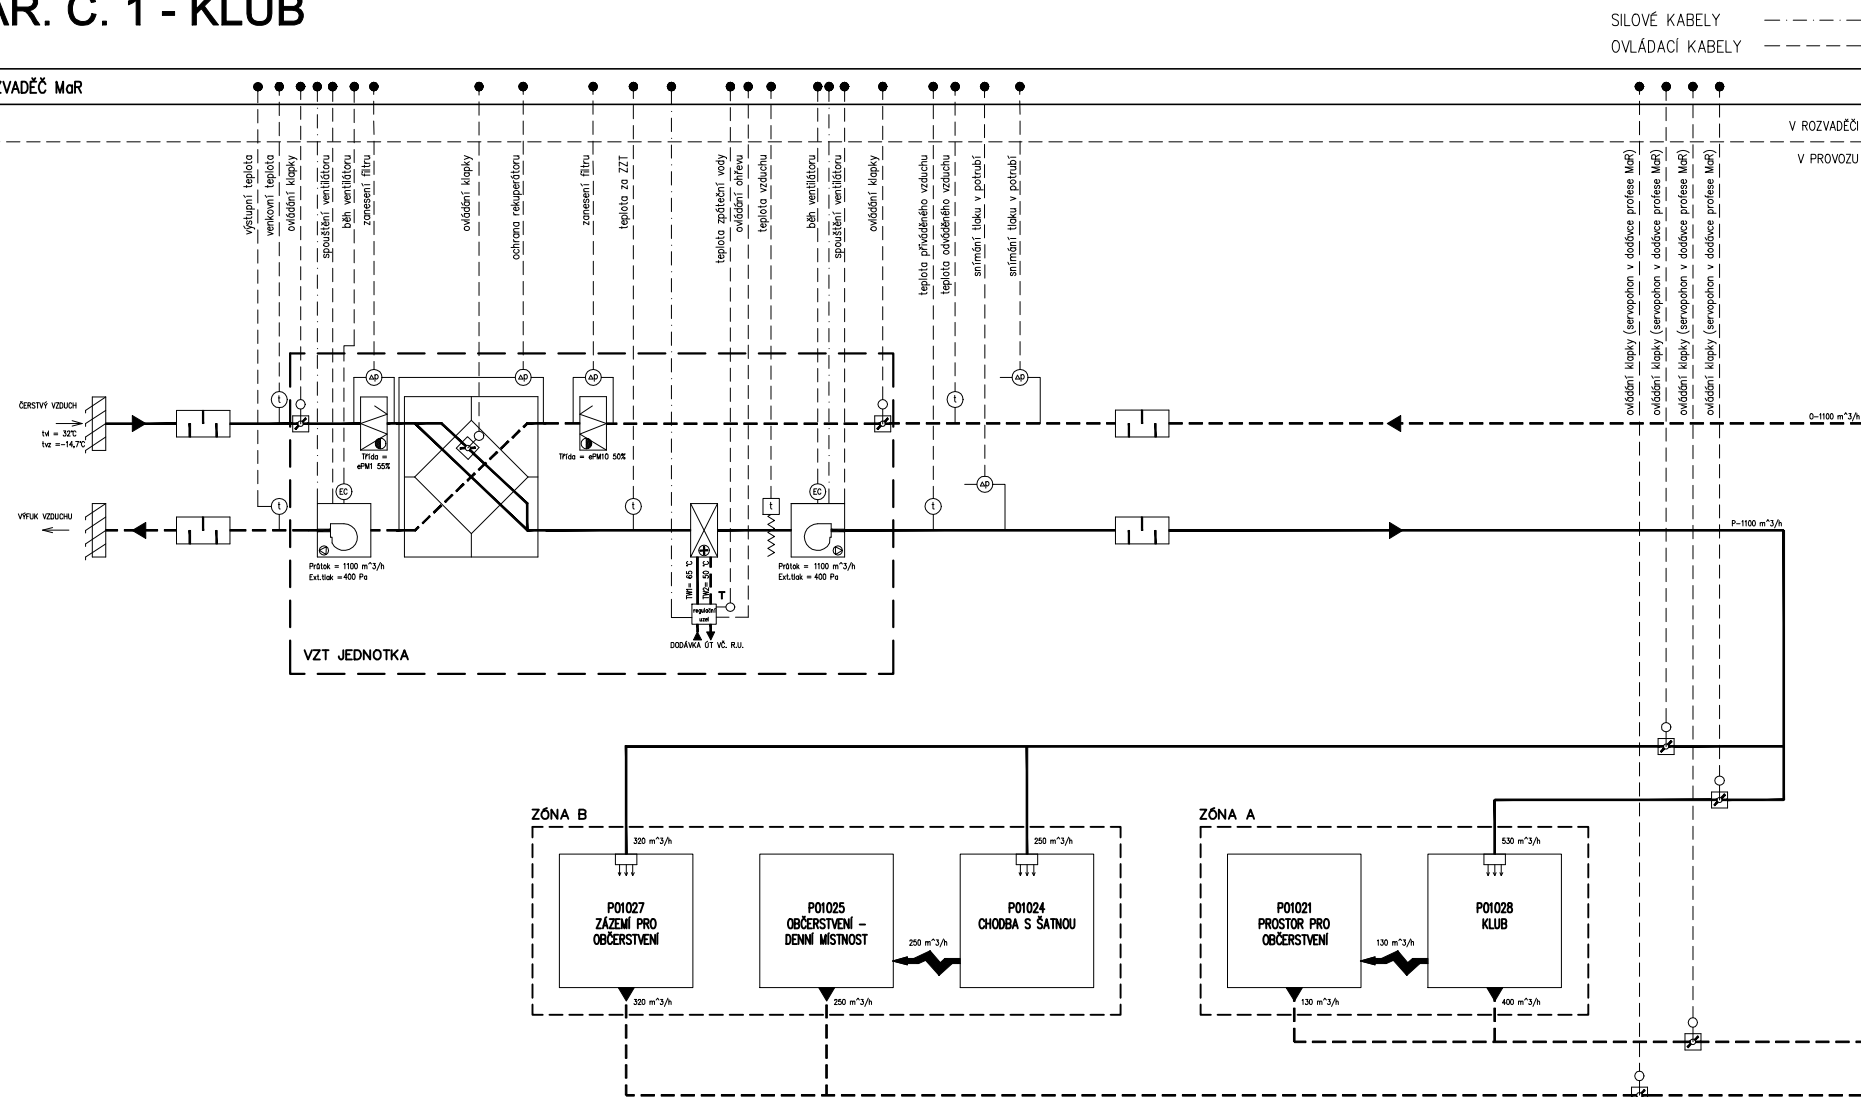 AR. Č. 1 - KLUB
SILOVÉ KABELY
OVLÁDACÍ KABELY
ZVADĚČ MaR
V ROZVADĚČI
V PROVOZU
výstupní teplota
venkovní teplota
ovládání klapky
spouštění ventilátoru
běh ventilátoru
zanesení filtru
ovládání klapky
ochrana rekuperátoru
zanesení filtru
teplota za ZZT
teplota zpáteční vody
ovládání ohřevu
teplota vzduchu
běh ventilátoru
spouštění ventilátoru
ovládání klapky
teplota přiváděného vzduchu
teplota odváděného vzduchu
snímání tlaku v potrubí
snímání tlaku v potrubí
ovládání klapky (servopohon v dodávce profese MaR)
ovládání klapky (servopohon v dodávce profese MaR)
ovládání klapky (servopohon v dodávce profese MaR)
ovládání klapky (servopohon v dodávce profese MaR)
Δp
Δp
Δp
Δp
ČERSTVÝ VZDUCH
tvl = 32°C
tvz =-14,7°C
t
t
O-1100 m^3/h
Třída =
ePM1 55%
Třída = ePM10 50%
Δp
EC
EC
t
t
t
t
VÝFUK VZDUCHU
P-1100 m^3/h
Průtok = 1100 m^3/h
Ext.tlak =400 Pa
Průtok = 1100 m^3/h
Ext.tlak =400 Pa
TW1= 65 °C
TW2= 50 °C
T
regulační
uzel
DODÁVKA ÚT VČ. R.U.
VZT JEDNOTKA
ZÓNA B
ZÓNA A
320 m^3/h
250 m^3/h
530 m^3/h
P01027
ZÁZEMÍ PRO
OBČERSTVENÍ
P01025
OBČERSTVENÍ -
DENNÍ MÍSTNOST
P01024
CHODBA S ŠATNOU
P01021
PROSTOR PRO
OBČERSTVENÍ
P01028
KLUB
250 m^3/h
130 m^3/h
320 m^3/h
250 m^3/h
130 m^3/h
400 m^3/h